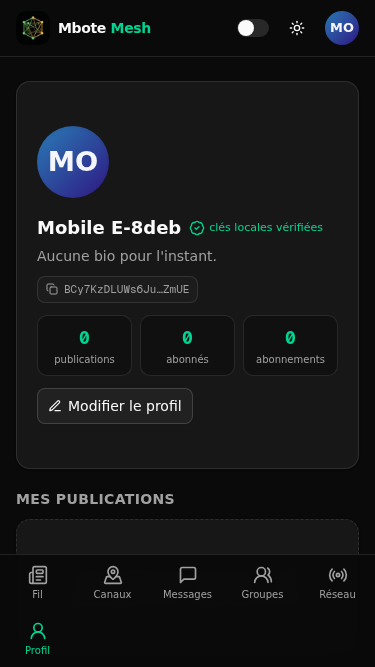 Mbote Mesh
MO
MO
Mobile E-8deb
clés locales vérifiées
Aucune bio pour l'instant.
BCy7KzDLUWs6Ju…ZmUE
0
0
0
publications
abonnés
abonnements
Modifier le profil
MES PUBLICATIONS
Fil
Canaux
Messages
Groupes
Réseau
Profil